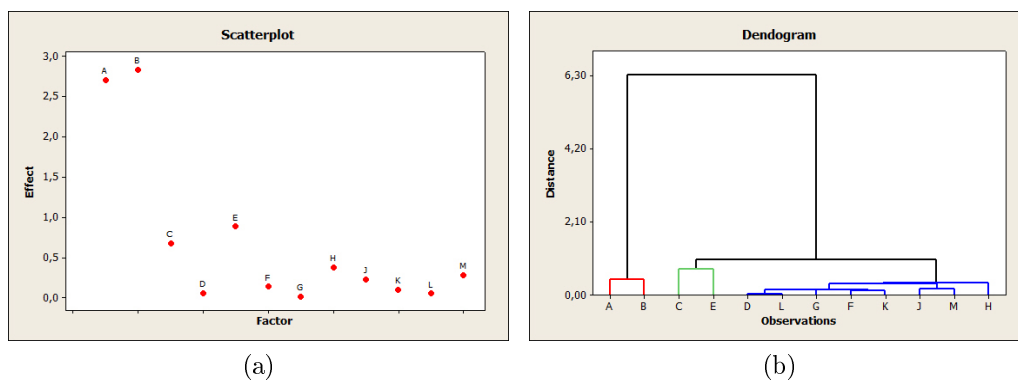 Scatterplot
3,0
2,5
2,0
1,5
1,0
0,5
0,0
Effect
A
B
C
D
E
F
G
H
J
K
L
M
Factor
(a)
Dendogram
6,30
4,20
2,10
0,00
Distance
A B C E D L G F K J M H
Observations
(b)